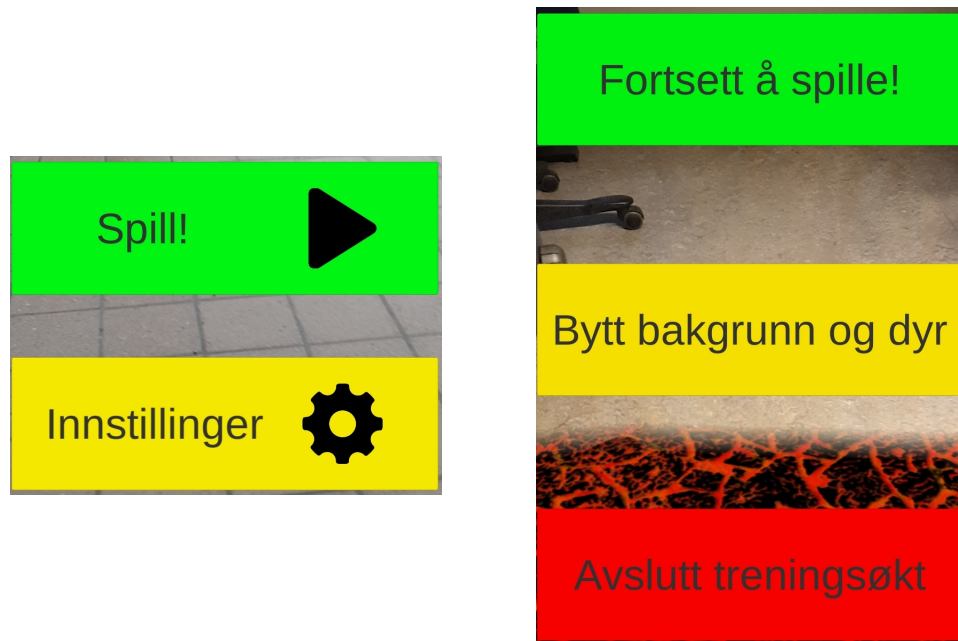 Spill!
Innstillinger
Fortsett å spille!
Bytt bakgrunn og dyr
Avslutt treningsøkt